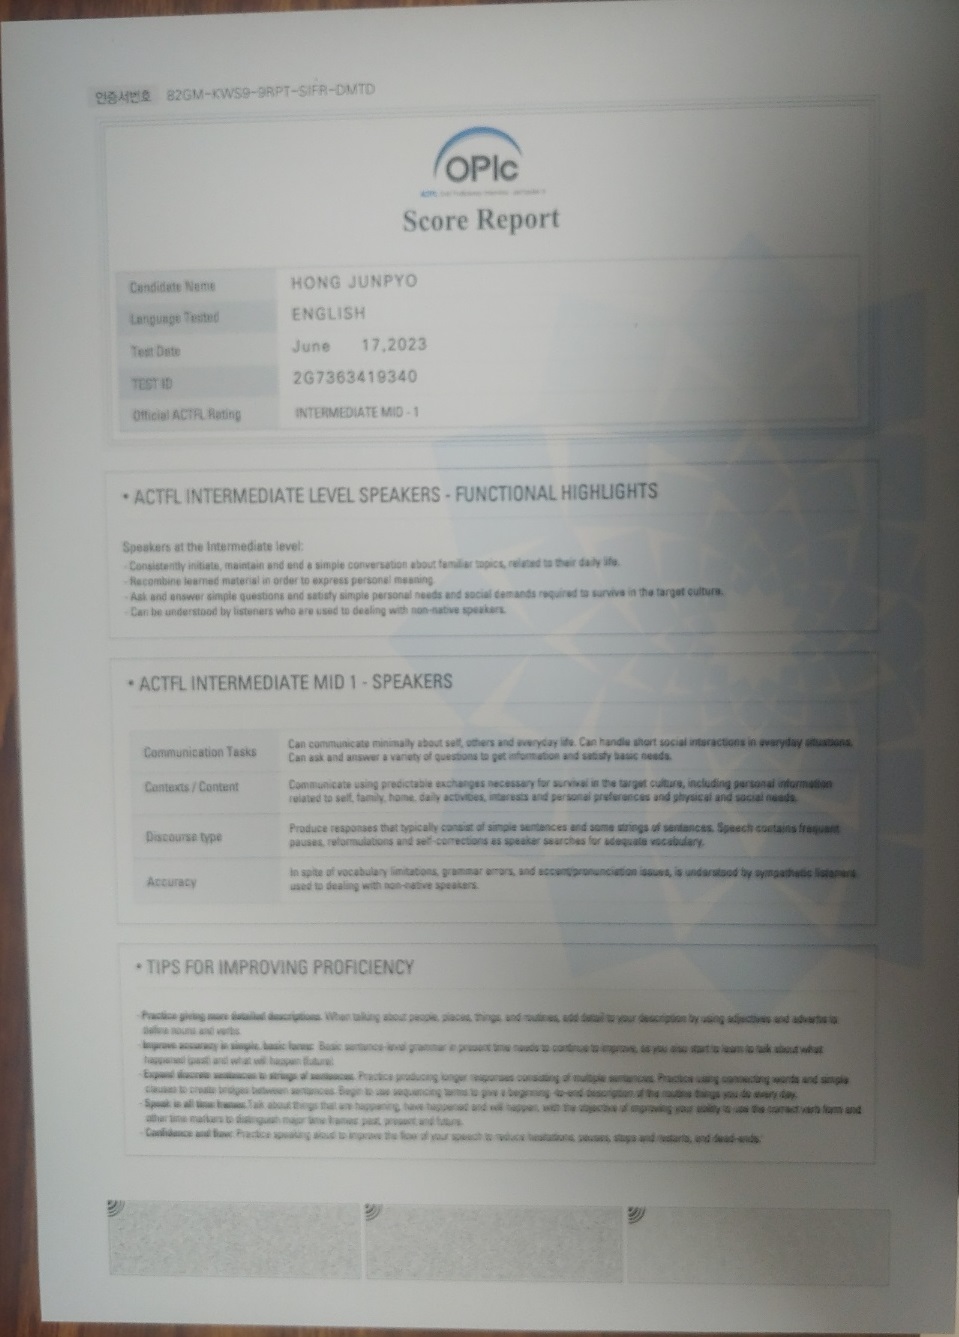 인증서번호 82GM-KWS9-9RPT-SIFR-DMTD
OPIc
Score Report
Candidate Name HONG JUNPYO
Language Tested ENGLISH
Test Date June 17,2023
TEST ID 2G7363419340
Official ACTFL Rating INTERMEDIATE MID - 1
• ACTFL INTERMEDIATE LEVEL SPEAKERS - FUNCTIONAL HIGHLIGHTS
Speakers at the Intermediate level:
- Consistently initiate, maintain and end a simple conversation about familiar topics, related to their daily life.
- Recombine learned material in order to express personal meaning.
- Ask and answer simple questions and satisfy simple personal needs and social demands required to survive in the target culture.
- Can be understood by listeners who are used to dealing with non-native speakers.
• ACTFL INTERMEDIATE MID 1 - SPEAKERS
Communication Tasks
Can communicate minimally about self, others and everyday life. Can handle short social interactions in everyday situations.
Can ask and answer a variety of questions to get information and satisfy basic needs.
Contexts / Content
Communicate using predictable exchanges necessary for survival in the target culture, including personal information
related to self, family, home, daily activities, interests and personal preferences and physical and social needs.
Discourse type
Produce responses that typically consist of simple sentences and some strings of sentences. Speech contains frequent
pauses, reformulations and self-corrections as speaker searches for adequate vocabulary.
Accuracy
In spite of vocabulary limitations, grammar errors, and accent/pronunciation issues, is understood by sympathetic listeners
used to dealing with non-native speakers.
• TIPS FOR IMPROVING PROFICIENCY
- Practice giving more detailed descriptions. When talking about people, places, things, and routines, add detail to your description by using adjectives and adverbs to
define nouns and verbs.
- Improve accuracy in simple, basic forms: Basic sentence-level grammar in present time needs to continue to improve, as you also start to learn to talk about what
happened (past) and what will happen (future).
- Expand discrete sentences to strings of sentences. Practice producing longer responses consisting of multiple sentences. Practice using connecting words and simple
clauses to create bridges between sentences. Begin to use sequencing terms to give a beginning -to-end description of the routine things you do every day.
- Speak in all time frames. Talk about things that are happening, have happened and will happen, with the objective of improving your ability to use the correct verb form and
other time markers to distinguish major time frames: past, present and future.
- Confidence and flow: Practice speaking aloud to improve the flow of your speech to reduce hesitations, pauses, stops and restarts, and dead-ends.